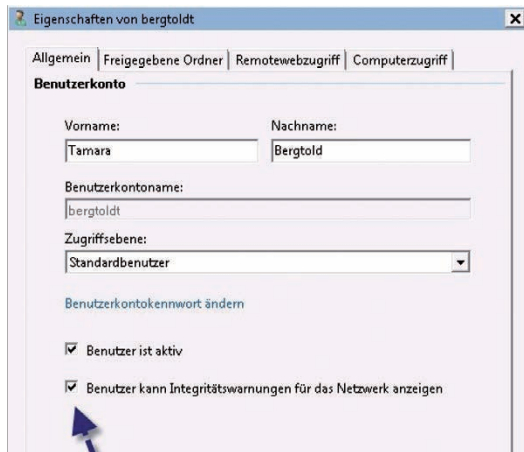 Eigenschaften von bergtoldt
Allgemein Freigegebene Ordner Remotewebzugriff Computerzugriff
Benutzerkonto
Vorname: Nachname:
Tamara Bergtold
Benutzerkontoname:
bergtoldt
Zugriffsebene:
Standardbenutzer
Benutzerkontokennwort ändern
Benutzer ist aktiv
Benutzer kann Integritätswarnungen für das Netzwerk anzeigen